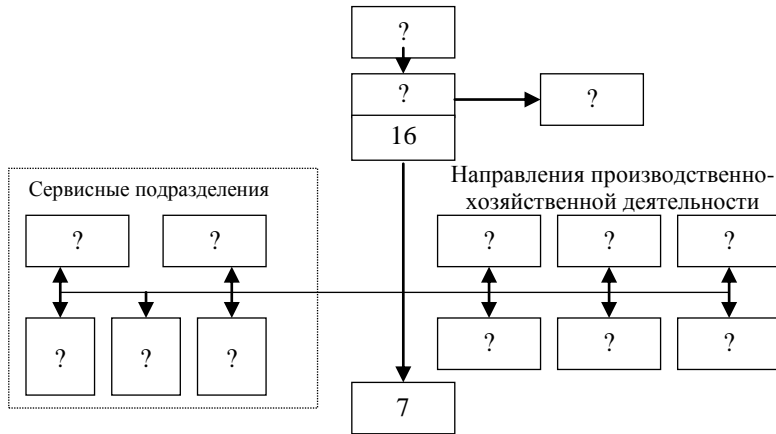 ?
?
?
16
Сервисные подразделения
Направления производственно-
хозяйственной деятельности
? ?
? ? ?
? ? ?
? ? ?
7